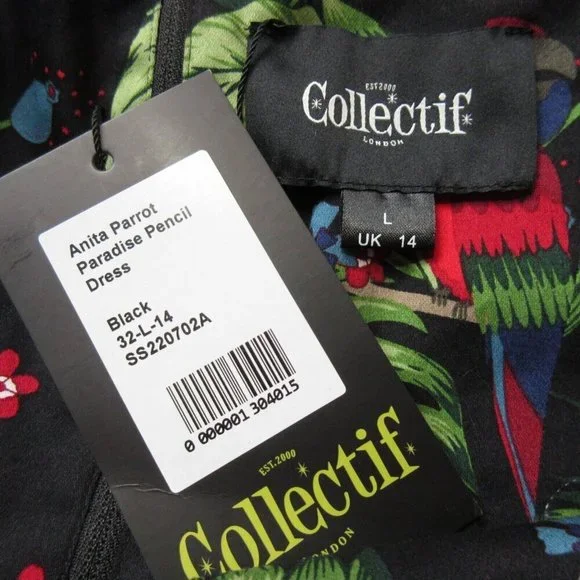 EST 2000
Collectif
LONDON
L
UK 14
Anita Parrot
Paradise Pencil
Dress
Black
32-L-14
SS220702A
0 000001 304015
EST.2000
Collectif
LONDON